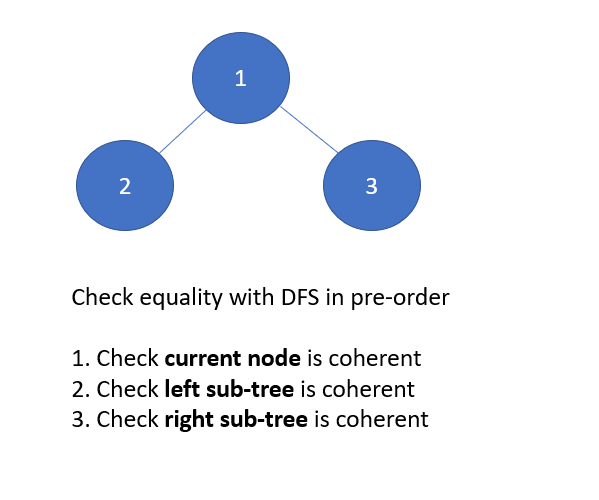 1
2
3
Check equality with DFS in pre-order
1. Check current node is coherent
2. Check left sub-tree is coherent
3. Check right sub-tree is coherent